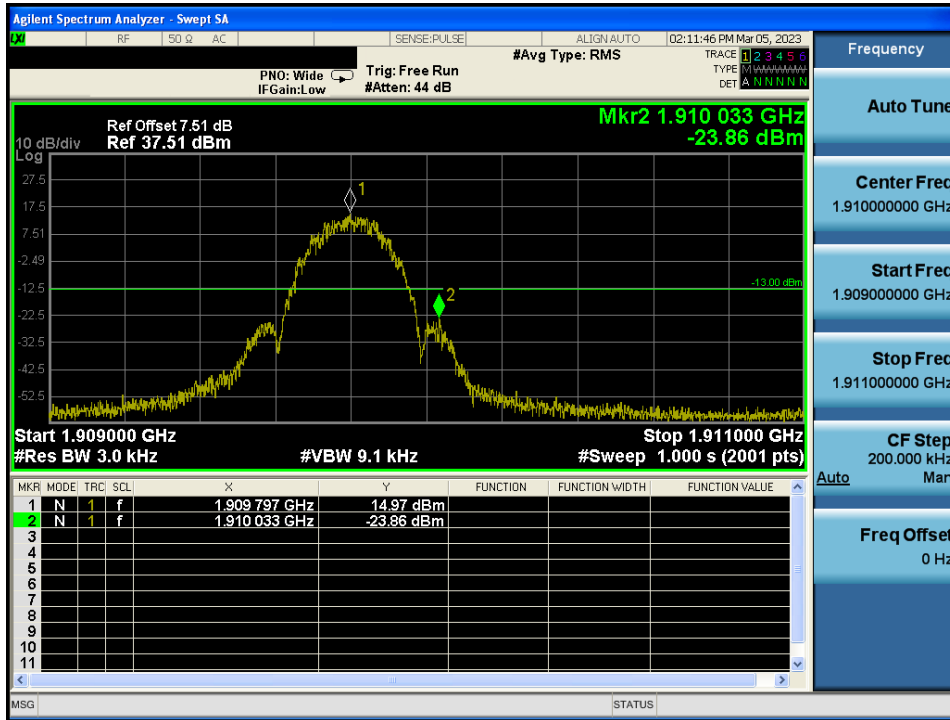 Agilent Spectrum Analyzer - Swept SA
LXI RF 50 Ω AC SENSE:PULSE ALIGN AUTO 02:11:46 PM Mar 05, 2023
#Avg Type: RMS
TRACE 1 2 3 4 5 6
PNO: Wide Trig: Free Run
TYPE M
IFGain:Low #Atten: 44 dB
DET A N N N N N
Frequency
Auto Tune
Center Freq
1.910000000 GHz
Start Freq
1.909000000 GHz
Stop Freq
1.911000000 GHz
CF Step
200.000 kHz
Auto Man
Freq Offset
0 Hz
Mkr2 1.910 033 GHz
-23.86 dBm
Ref Offset 7.51 dB
10 dB/div Ref 37.51 dBm
Log
27.5
17.5
7.51
-2.49
-12.5
-22.5
-32.5
-42.5
-52.5
1
2
-13.00 dBm
Start 1.909000 GHz Stop 1.911000 GHz
#Res BW 3.0 kHz #VBW 9.1 kHz #Sweep 1.000 s (2001 pts)
MKR MODE TRC SCL X Y FUNCTION FUNCTION WIDTH FUNCTION VALUE
1 N 1 f 1.909 797 GHz 14.97 dBm
2 N 1 f 1.910 033 GHz -23.86 dBm
3
4
5
6
7
8
9
10
11
MSG STATUS